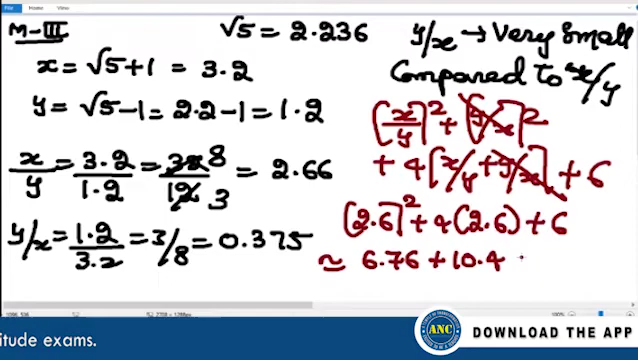 M-III
√5 = 2.236
x = √5+1 = 3.2
y = √5-1 = 2.2-1 = 1.2
x/y = 3.2/1.2 = 32/12 8/3 = 2.66
y/x = 1.2/3.2 = 3/8 = 0.375
y/x → Very Small
Compared to x/y
[x/y]² + [y/x]²
+ 4[x/y + y/x] + 6
(2.6)² + 4(2.6) + 6
≈ 6.76 + 10.4
100%
itude exams.
ANC
DOWNLOAD THE APP